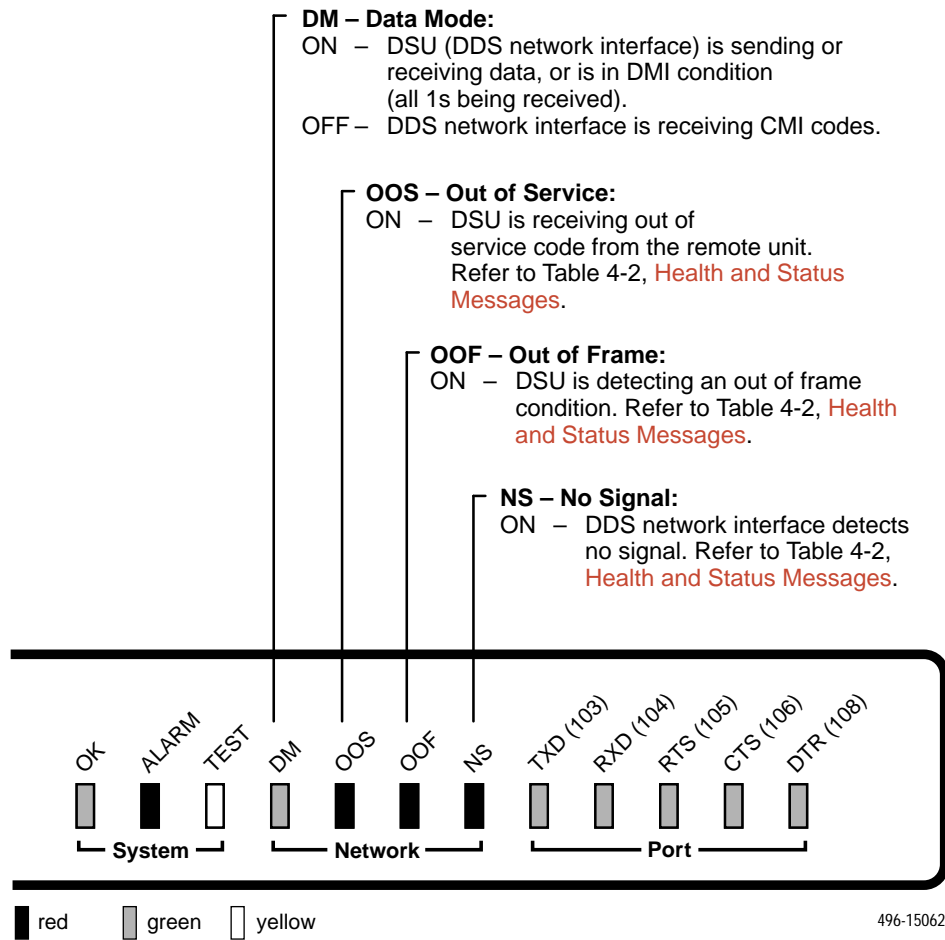 DM – Data Mode:
ON – DSU (DDS network interface) is sending or
receiving data, or is in DMI condition
(all 1s being received).
OFF – DDS network interface is receiving CMI codes.
OOS – Out of Service:
ON – DSU is receiving out of
service code from the remote unit.
Refer to Table 4-2, Health and Status
Messages.
OOF – Out of Frame:
ON – DSU is detecting an out of frame
condition. Refer to Table 4-2, Health
and Status Messages.
NS – No Signal:
ON – DDS network interface detects
no signal. Refer to Table 4-2,
Health and Status Messages.
OK ALARM TEST DM OOS OOF NS TXD (103) RXD (104) RTS (105) CTS (106) DTR (108)
System Network Port
red green yellow
496-15062